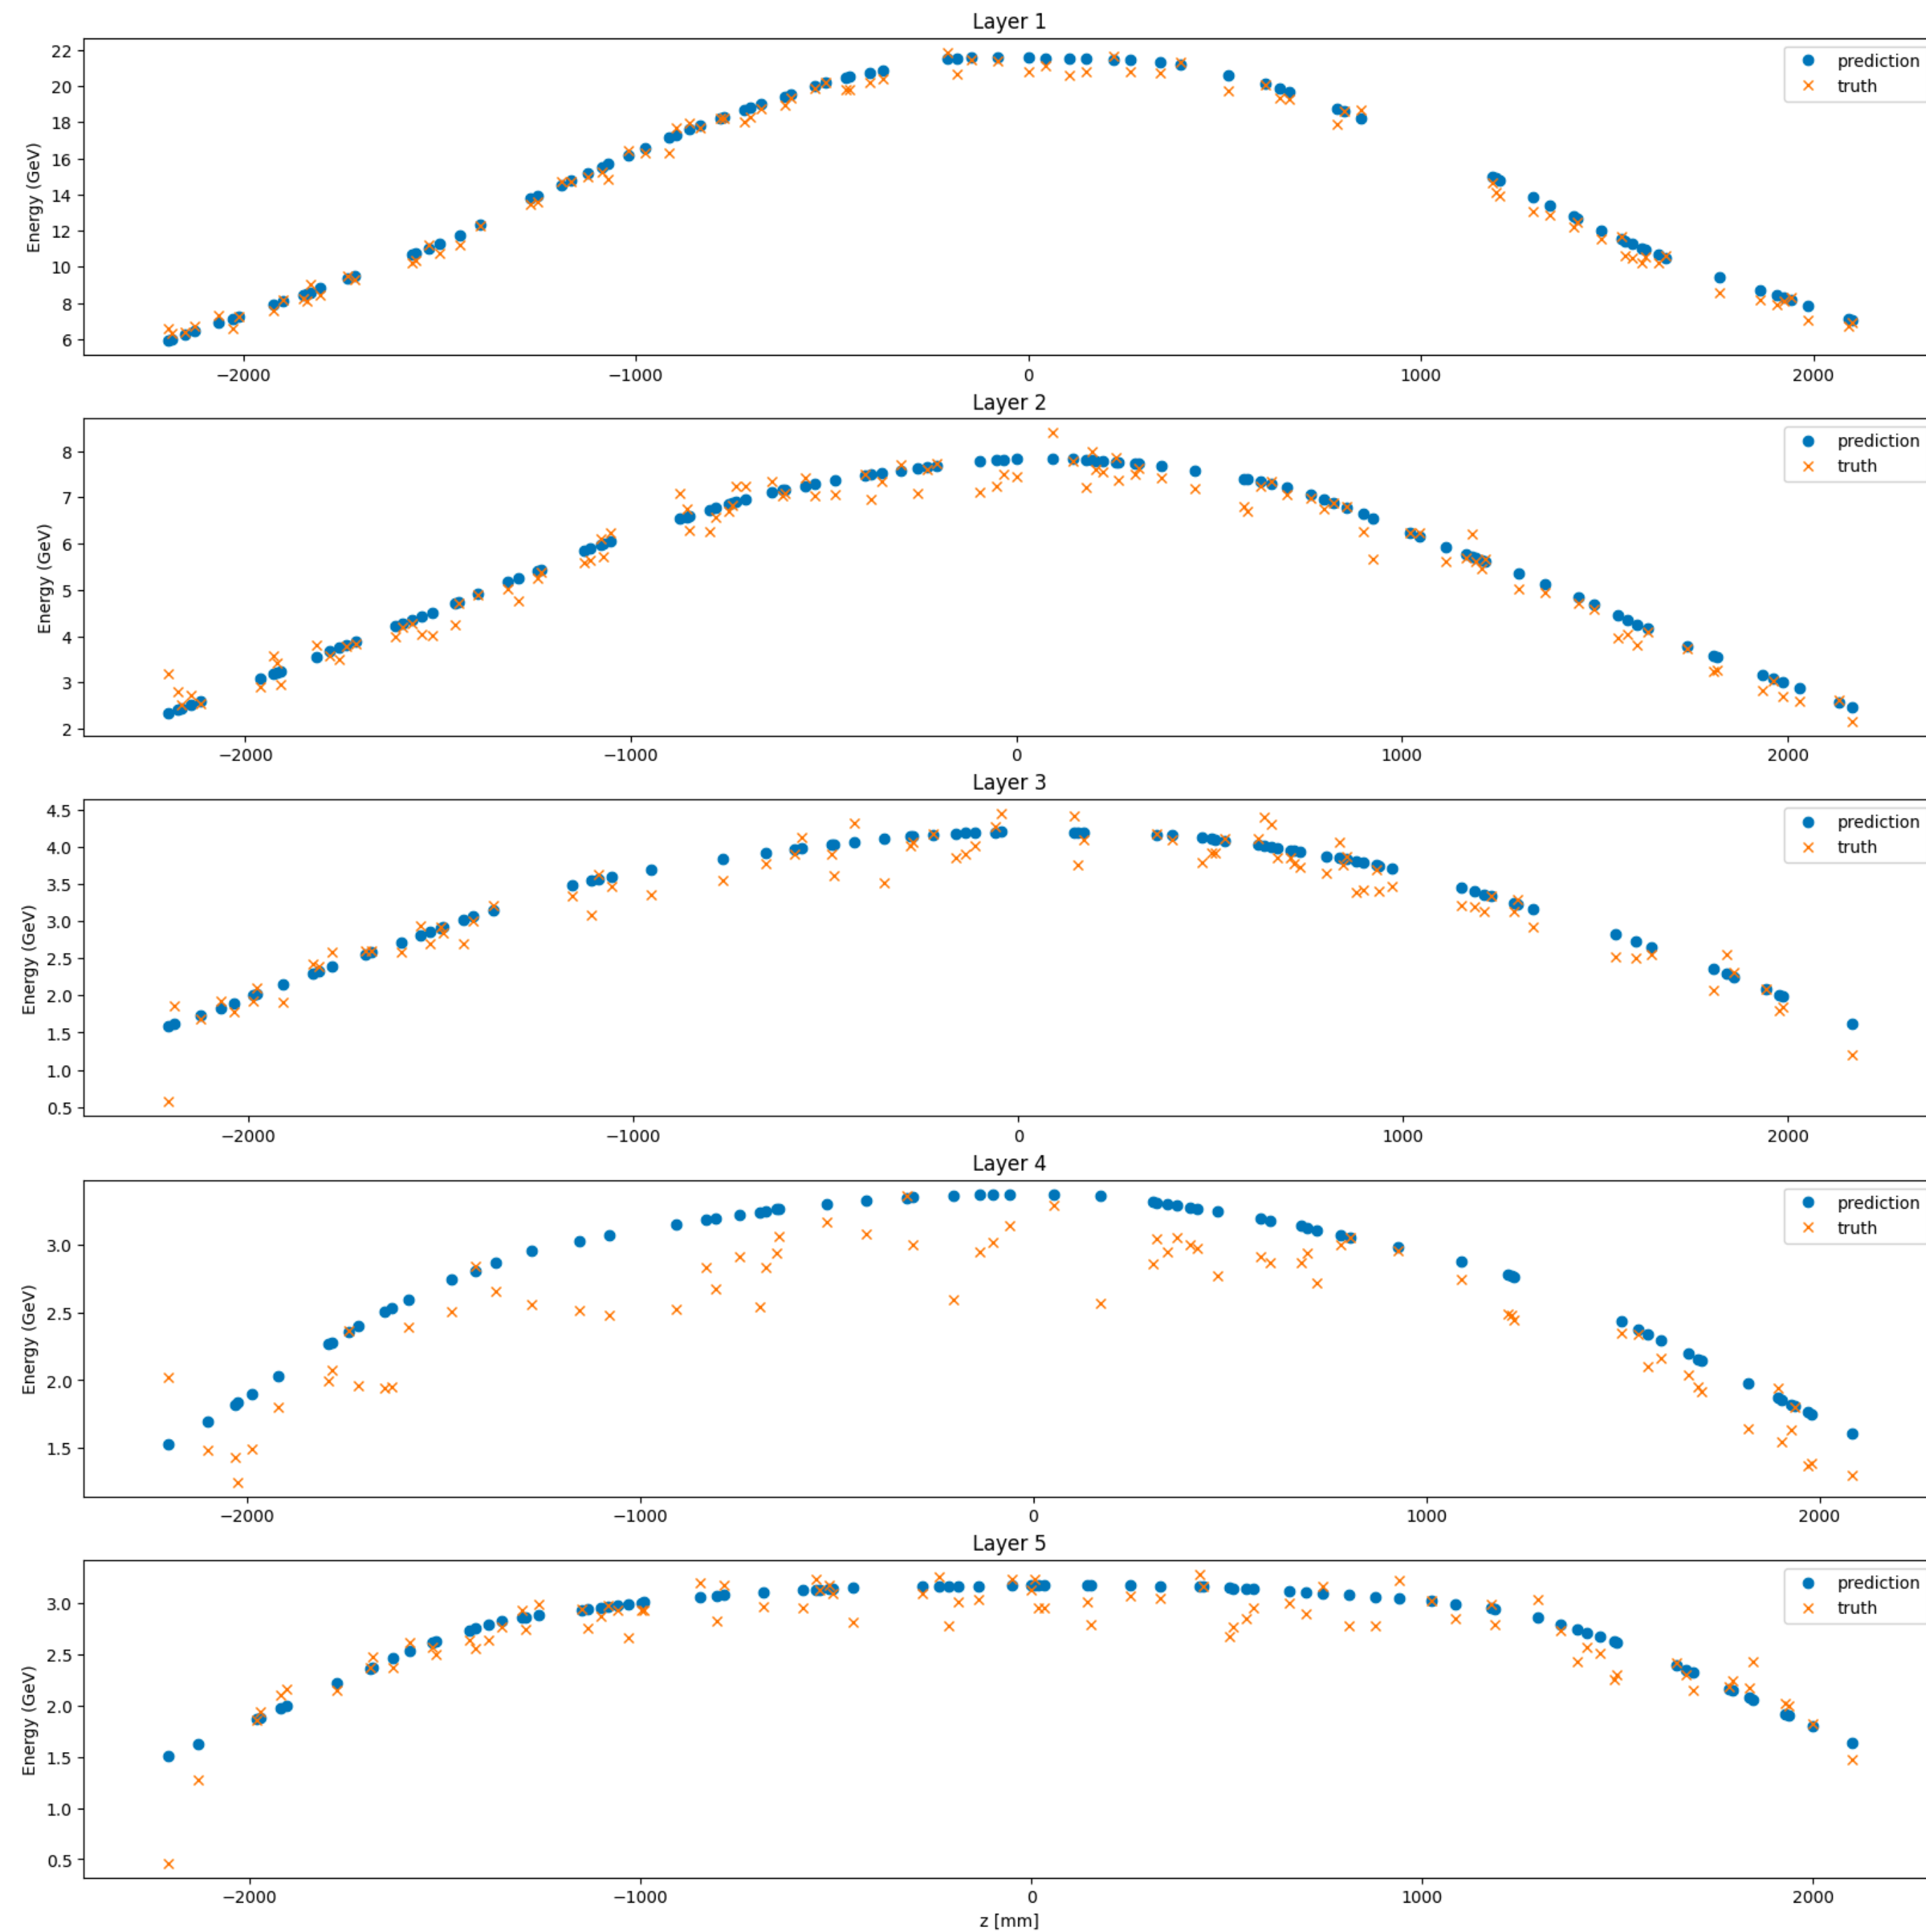 Layer 1
22
20
18
16
14
12
10
8
6
Energy (GeV)
prediction
truth
−2000 −1000 0 1000 2000
Layer 2
8
7
6
5
4
3
2
Energy (GeV)
prediction
truth
−2000 −1000 0 1000 2000
Layer 3
4.5
4.0
3.5
3.0
2.5
2.0
1.5
1.0
0.5
Energy (GeV)
prediction
truth
−2000 −1000 0 1000 2000
Layer 4
3.0
2.5
2.0
1.5
Energy (GeV)
prediction
truth
−2000 −1000 0 1000 2000
Layer 5
3.0
2.5
2.0
1.5
1.0
0.5
Energy (GeV)
prediction
truth
−2000 −1000 0 1000 2000
z [mm]